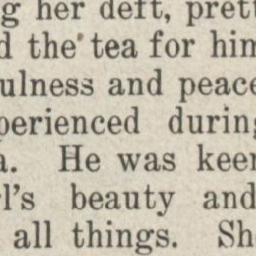 g her deft, prett
d the tea for him
ulness and peace
perienced during
a. He was keen
l's beauty and
all things. Sh